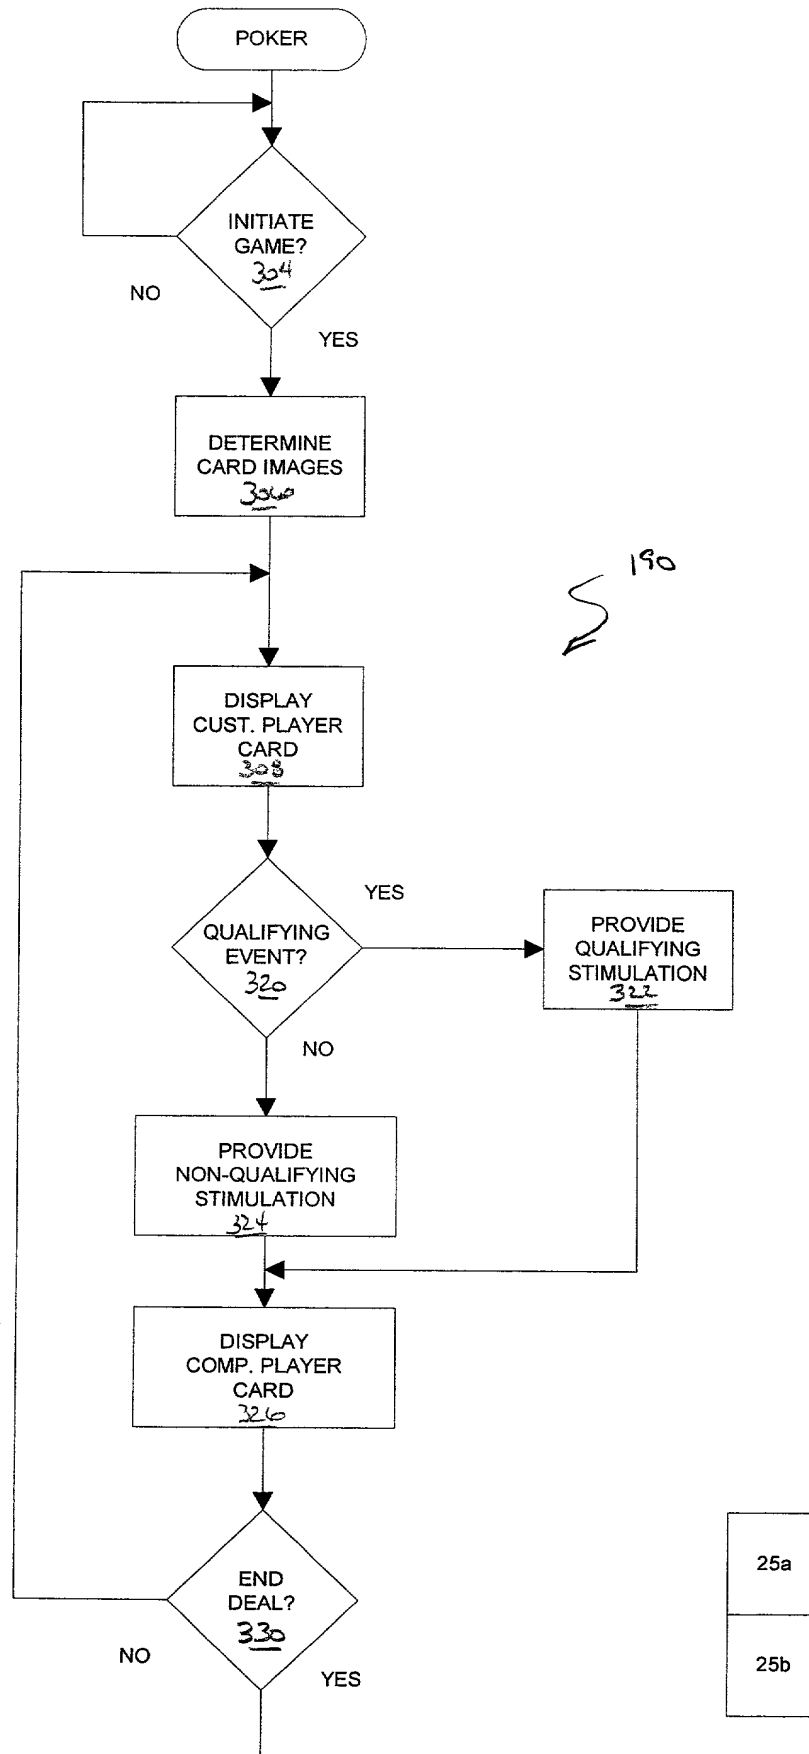 POKER
INITIATE
GAME?
304
NO
YES
DETERMINE
CARD IMAGES
306
190
DISPLAY
CUST. PLAYER
CARD
308
YES
QUALIFYING
EVENT?
320
PROVIDE
QUALIFYING
STIMULATION
322
NO
PROVIDE
NON-QUALIFYING
STIMULATION
324
DISPLAY
COMP. PLAYER
CARD
326
END
DEAL?
330
NO
YES
25a
25b